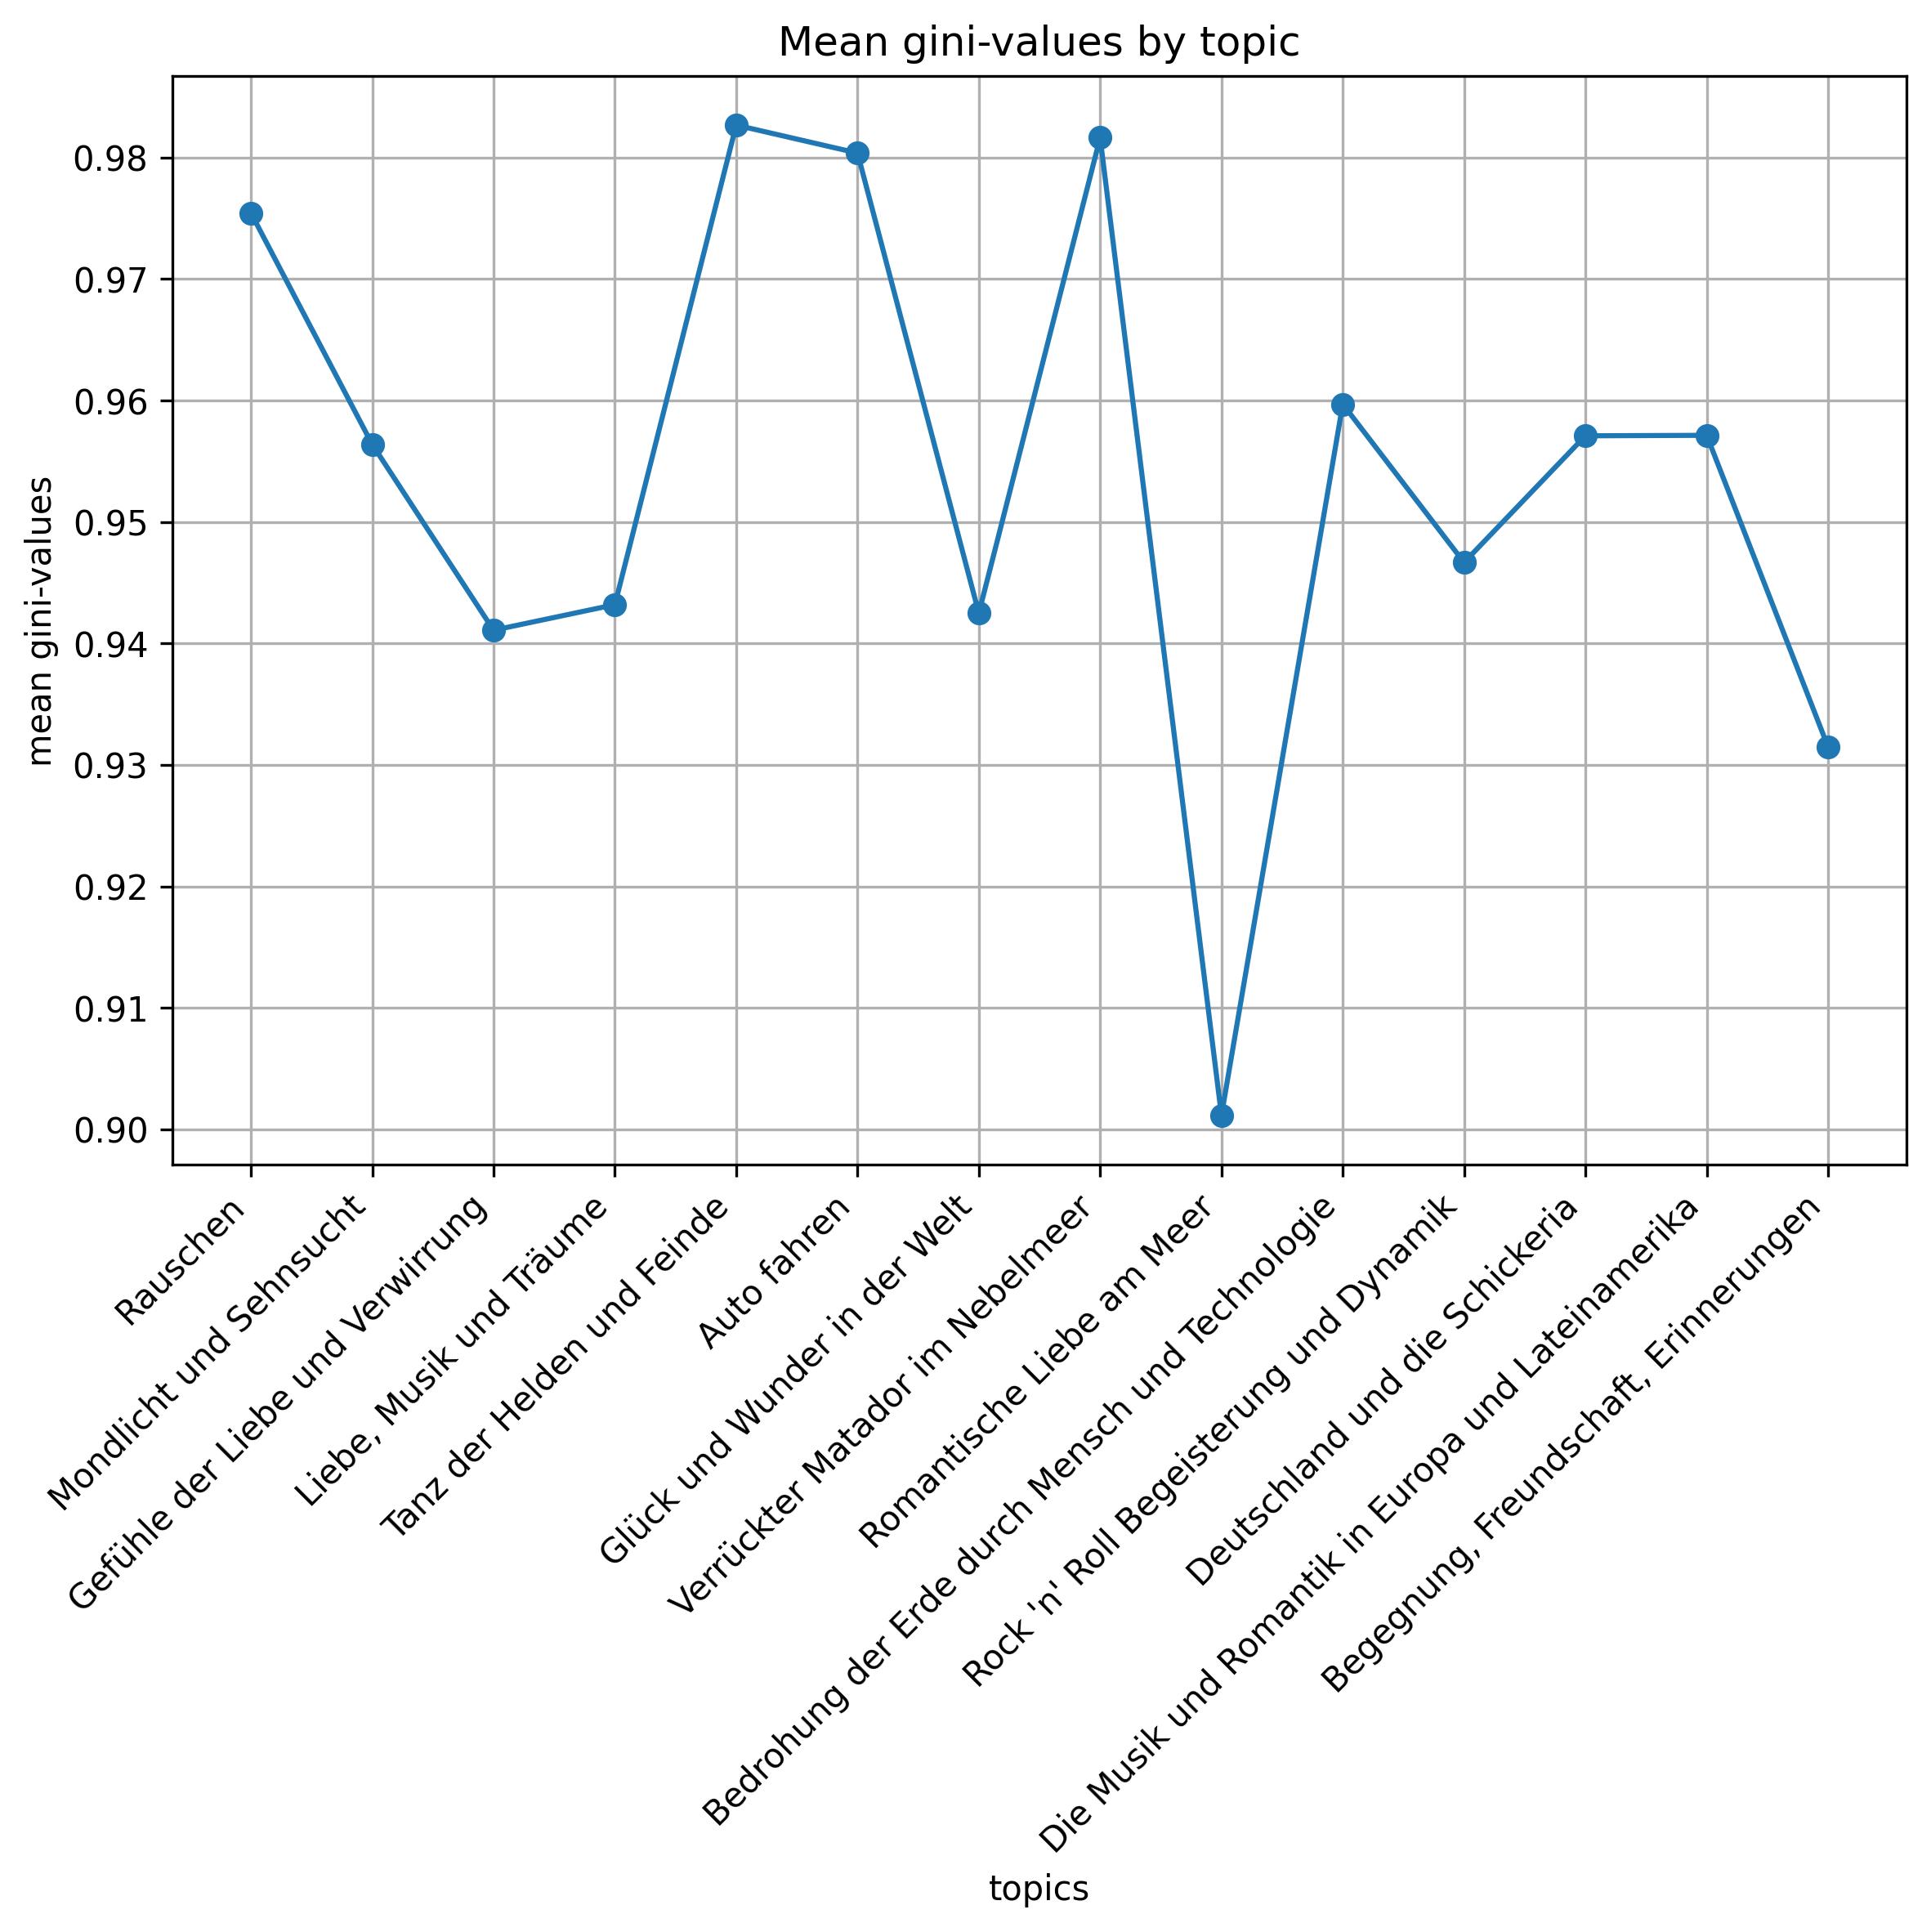 Mean gini-values by topic
mean gini-values
0.98
0.97
0.96
0.95
0.94
0.93
0.92
0.91
0.90
Rauschen
Mondlicht und Sehnsucht
Gefühle der Liebe und Verwirrung
Liebe, Musik und Träume
Tanz der Helden und Feinde
Auto fahren
Glück und Wunder in der Welt
Verrückter Matador im Nebelmeer
Romantische Liebe am Meer
Bedrohung der Erde durch Mensch und Technologie
Rock 'n' Roll Begeisterung und Dynamik
Deutschland und die Schickeria
Die Musik und Romantik in Europa und Lateinamerika
Begegnung, Freundschaft, Erinnerungen
topics